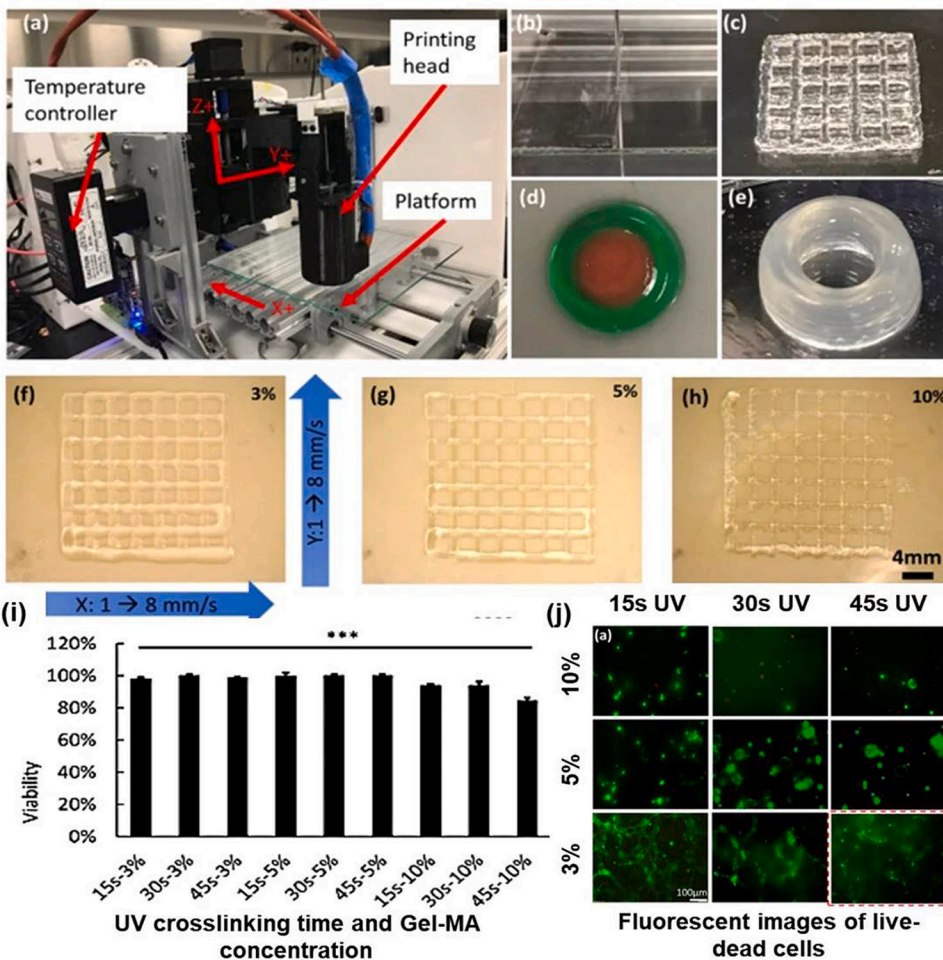 (a)
Temperature
controller
Printing
head
Platform
Z+
Y+
X+
(b)
(c)
(d)
(e)
(f)
3%
(g)
5%
(h)
10%
4mm
Y:1 → 8 mm/s
X: 1 → 8 mm/s
(i)
***
120%
100%
80%
60%
40%
20%
0%
Viability
15s-3%
30s-3%
45s-3%
15s-5%
30s-5%
45s-5%
15s-10%
30s-10%
45s-10%
UV crosslinking time and Gel-MA
concentration
(j)
15s UV 30s UV 45s UV
(a)
10%
5%
3%
100μm
Fluorescent images of live-
dead cells